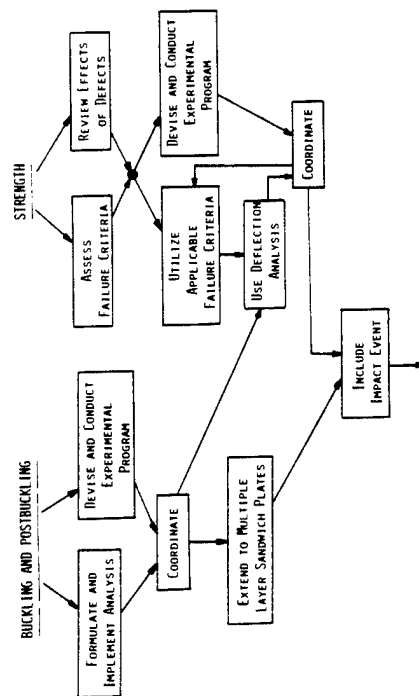 BUCKLING AND POSTBUCKLING
FORMULATE AND
IMPLEMENT ANALYSIS
DEVISE AND CONDUCT
EXPERIMENTAL
PROGRAM
COORDINATE
EXTEND TO MULTIPLE
LAYER SANDWICH PLATES
STRENGTH
ASSESS
FAILURE CRITERIA
REVIEW EFFECTS
OF DEFECTS
UTILIZE
APPLICABLE
FAILURE CRITERIA
DEVISE AND CONDUCT
EXPERIMENTAL
PROGRAM
USE DEFLECTION
ANALYSIS
COORDINATE
INCLUDE
IMPACT EVENT